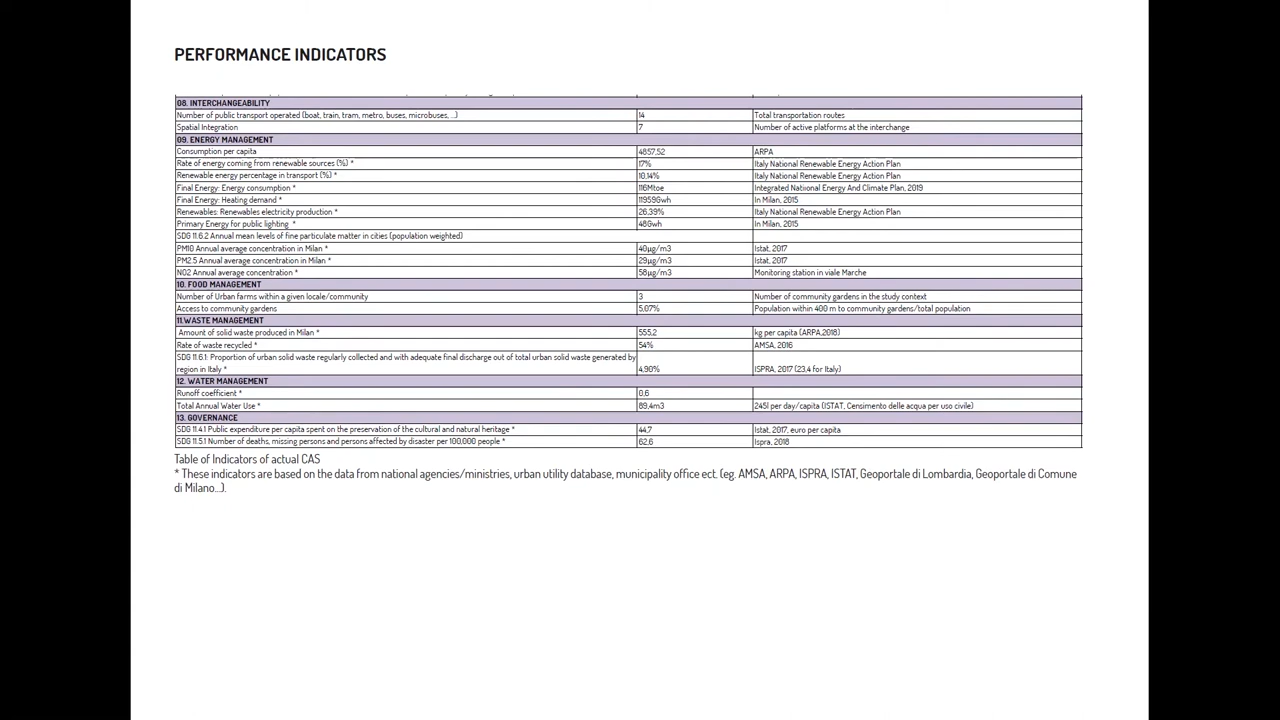 PERFORMANCE INDICATORS
08. INTERCHANGEABILITY
Number of public transport operated (boat, train, tram, metro, buses, microbuses, ...) 14 Total transportation routes
Spatial Integration 7 Number of active platforms at the interchange
09. ENERGY MANAGEMENT
Consumption per capita 4857,52 ARPA
Rate of energy coming from renewable sources (%) * 17% Italy National Renewable Energy Action Plan
Renewable energy percentage in transport (%) * 10,14% Italy National Renewable Energy Action Plan
Final Energy: Energy consumption * 116Mtoe Integrated National Energy And Climate Plan, 2019
Final Energy: Heating demand * 11959Gwh In Milan, 2015
Renewables: Renewables electricity production * 26,39% Italy National Renewable Energy Action Plan
Primary Energy for public lighting * 48Gwh In Milan, 2015
SDG 11.6.2 Annual mean levels of fine particulate matter in cities (population weighted)
PM10 Annual average concentration in Milan * 40µg/m3 Istat, 2017
PM2.5 Annual average concentration in Milan * 29µg/m3 Istat, 2017
NO2 Annual average concentration * 58µg/m3 Monitoring station in viale Marche
10. FOOD MANAGEMENT
Number of Urban farms within a given locale/community 3 Number of community gardens in the study context
Access to community gardens 5,07% Population within 400 m to community gardens/total population
11.WASTE MANAGEMENT
Amount of solid waste produced in Milan * 555,2 kg per capita (ARPA,2018)
Rate of waste recycled * 54% AMSA, 2016
SDG 11.6.1: Proportion of urban solid waste regularly collected and with adequate final discharge out of total urban solid waste generated by
region in Italy * 4,90% ISPRA, 2017 (23,4 for Italy)
12. WATER MANAGEMENT
Runoff coefficient * 0,6
Total Annual Water Use * 89,4m3 245l per day/capita (ISTAT, Censimento delle acqua per uso civile)
13. GOVERNANCE
SDG 11.4.1 Public expenditure per capita spent on the preservation of the cultural and natural heritage * 44,7 Istat, 2017, euro per capita
SDG 11.5.1 Number of deaths, missing persons and persons affected by disaster per 100,000 people * 62,6 Ispra, 2018
Table of Indicators of actual CAS
* These indicators are based on the data from national agencies/ministries, urban utility database, municipality office ect. (eg. AMSA, ARPA, ISPRA, ISTAT, Geoportale di Lombardia, Geoportale di Comune
di Milano...).